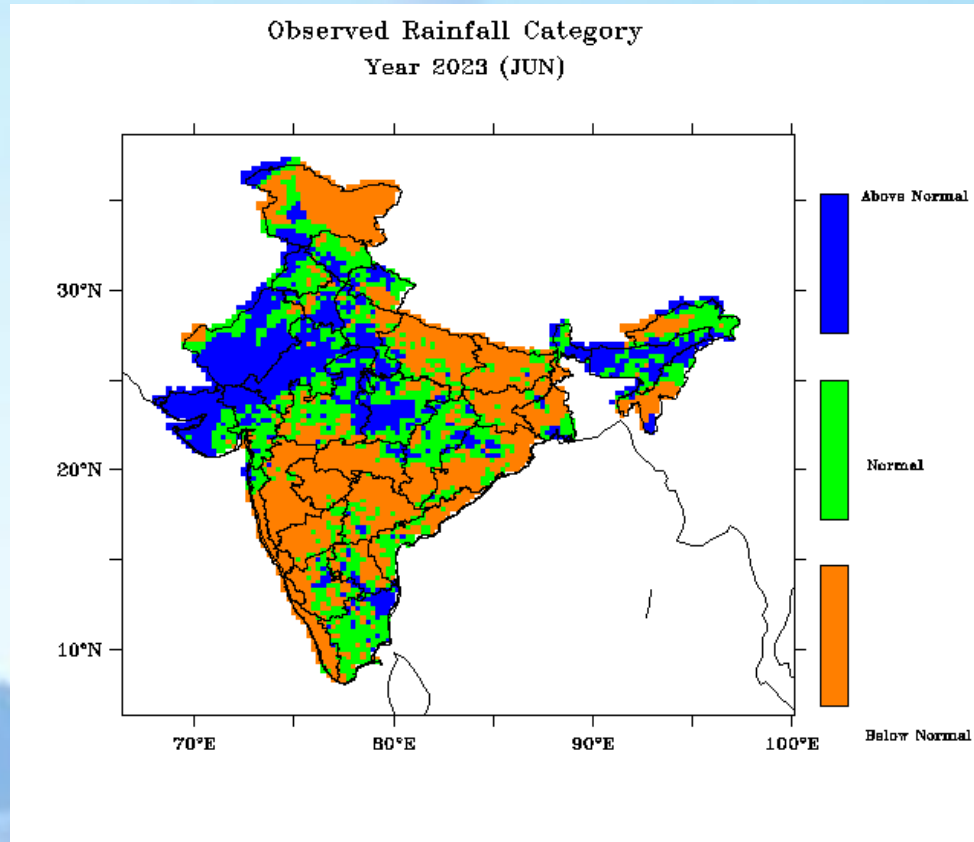 Observed Rainfall Category
Year 2023 (JUN)
Above Normal
30°N
Normal
20°N
10°N
Below Normal
70°E 80°E 90°E 100°E